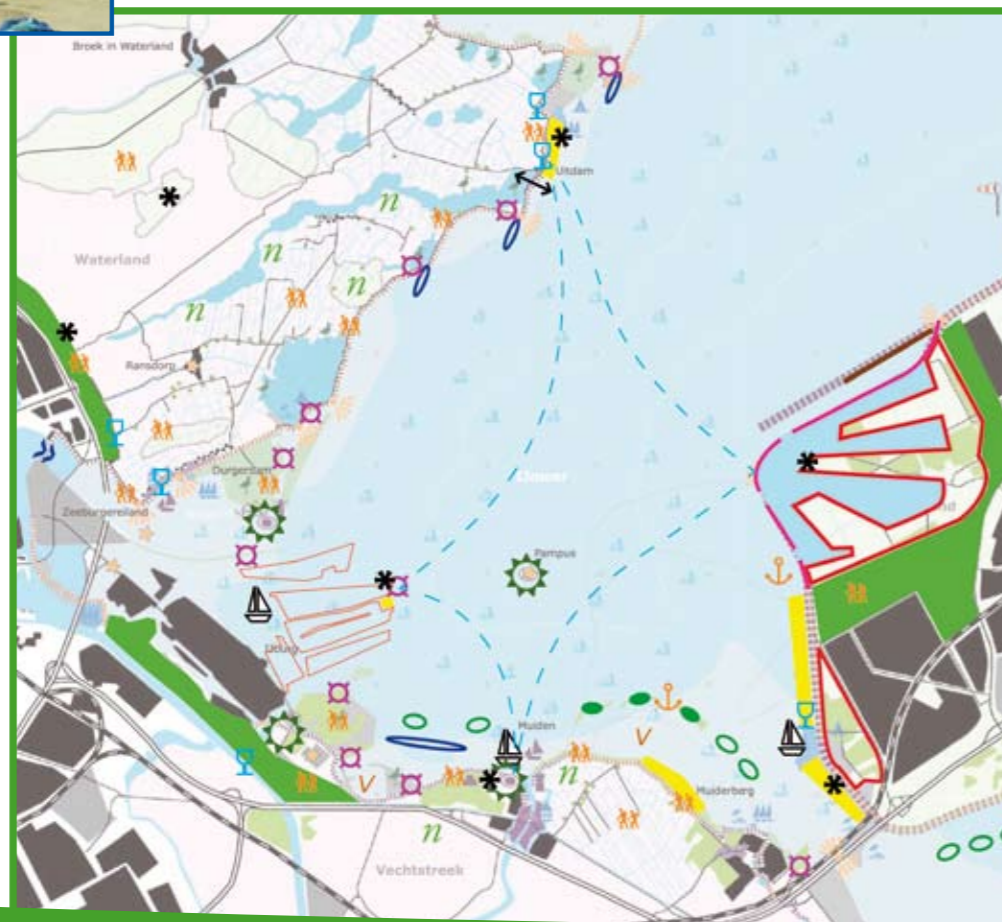 Broek in Waterland
Uitdam
n
n
Waterland
n
n
Ransdorp
Durgerdam
Zeeburgereiland
Pampus
IJburg
Muiden
V
n
V
Muiderberg
n
Vechtstreek